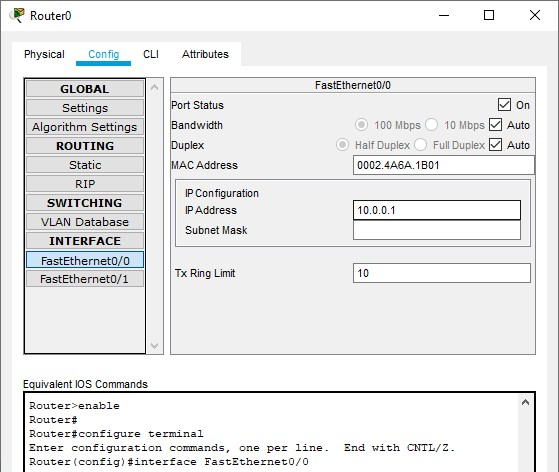 Router0
Physical Config CLI Attributes
GLOBAL
Settings
Algorithm Settings
ROUTING
Static
RIP
SWITCHING
VLAN Database
INTERFACE
FastEthernet0/0
FastEthernet0/1
FastEthernet0/0
Port Status On
Bandwidth 100 Mbps 10 Mbps Auto
Duplex Half Duplex Full Duplex Auto
MAC Address 0002.4A6A.1B01
IP Configuration
IP Address 10.0.0.1
Subnet Mask
Tx Ring Limit 10
Equivalent IOS Commands
Router>enable
Router#
Router#configure terminal
Enter configuration commands, one per line.  End with CNTL/Z.
Router(config)#interface FastEthernet0/0